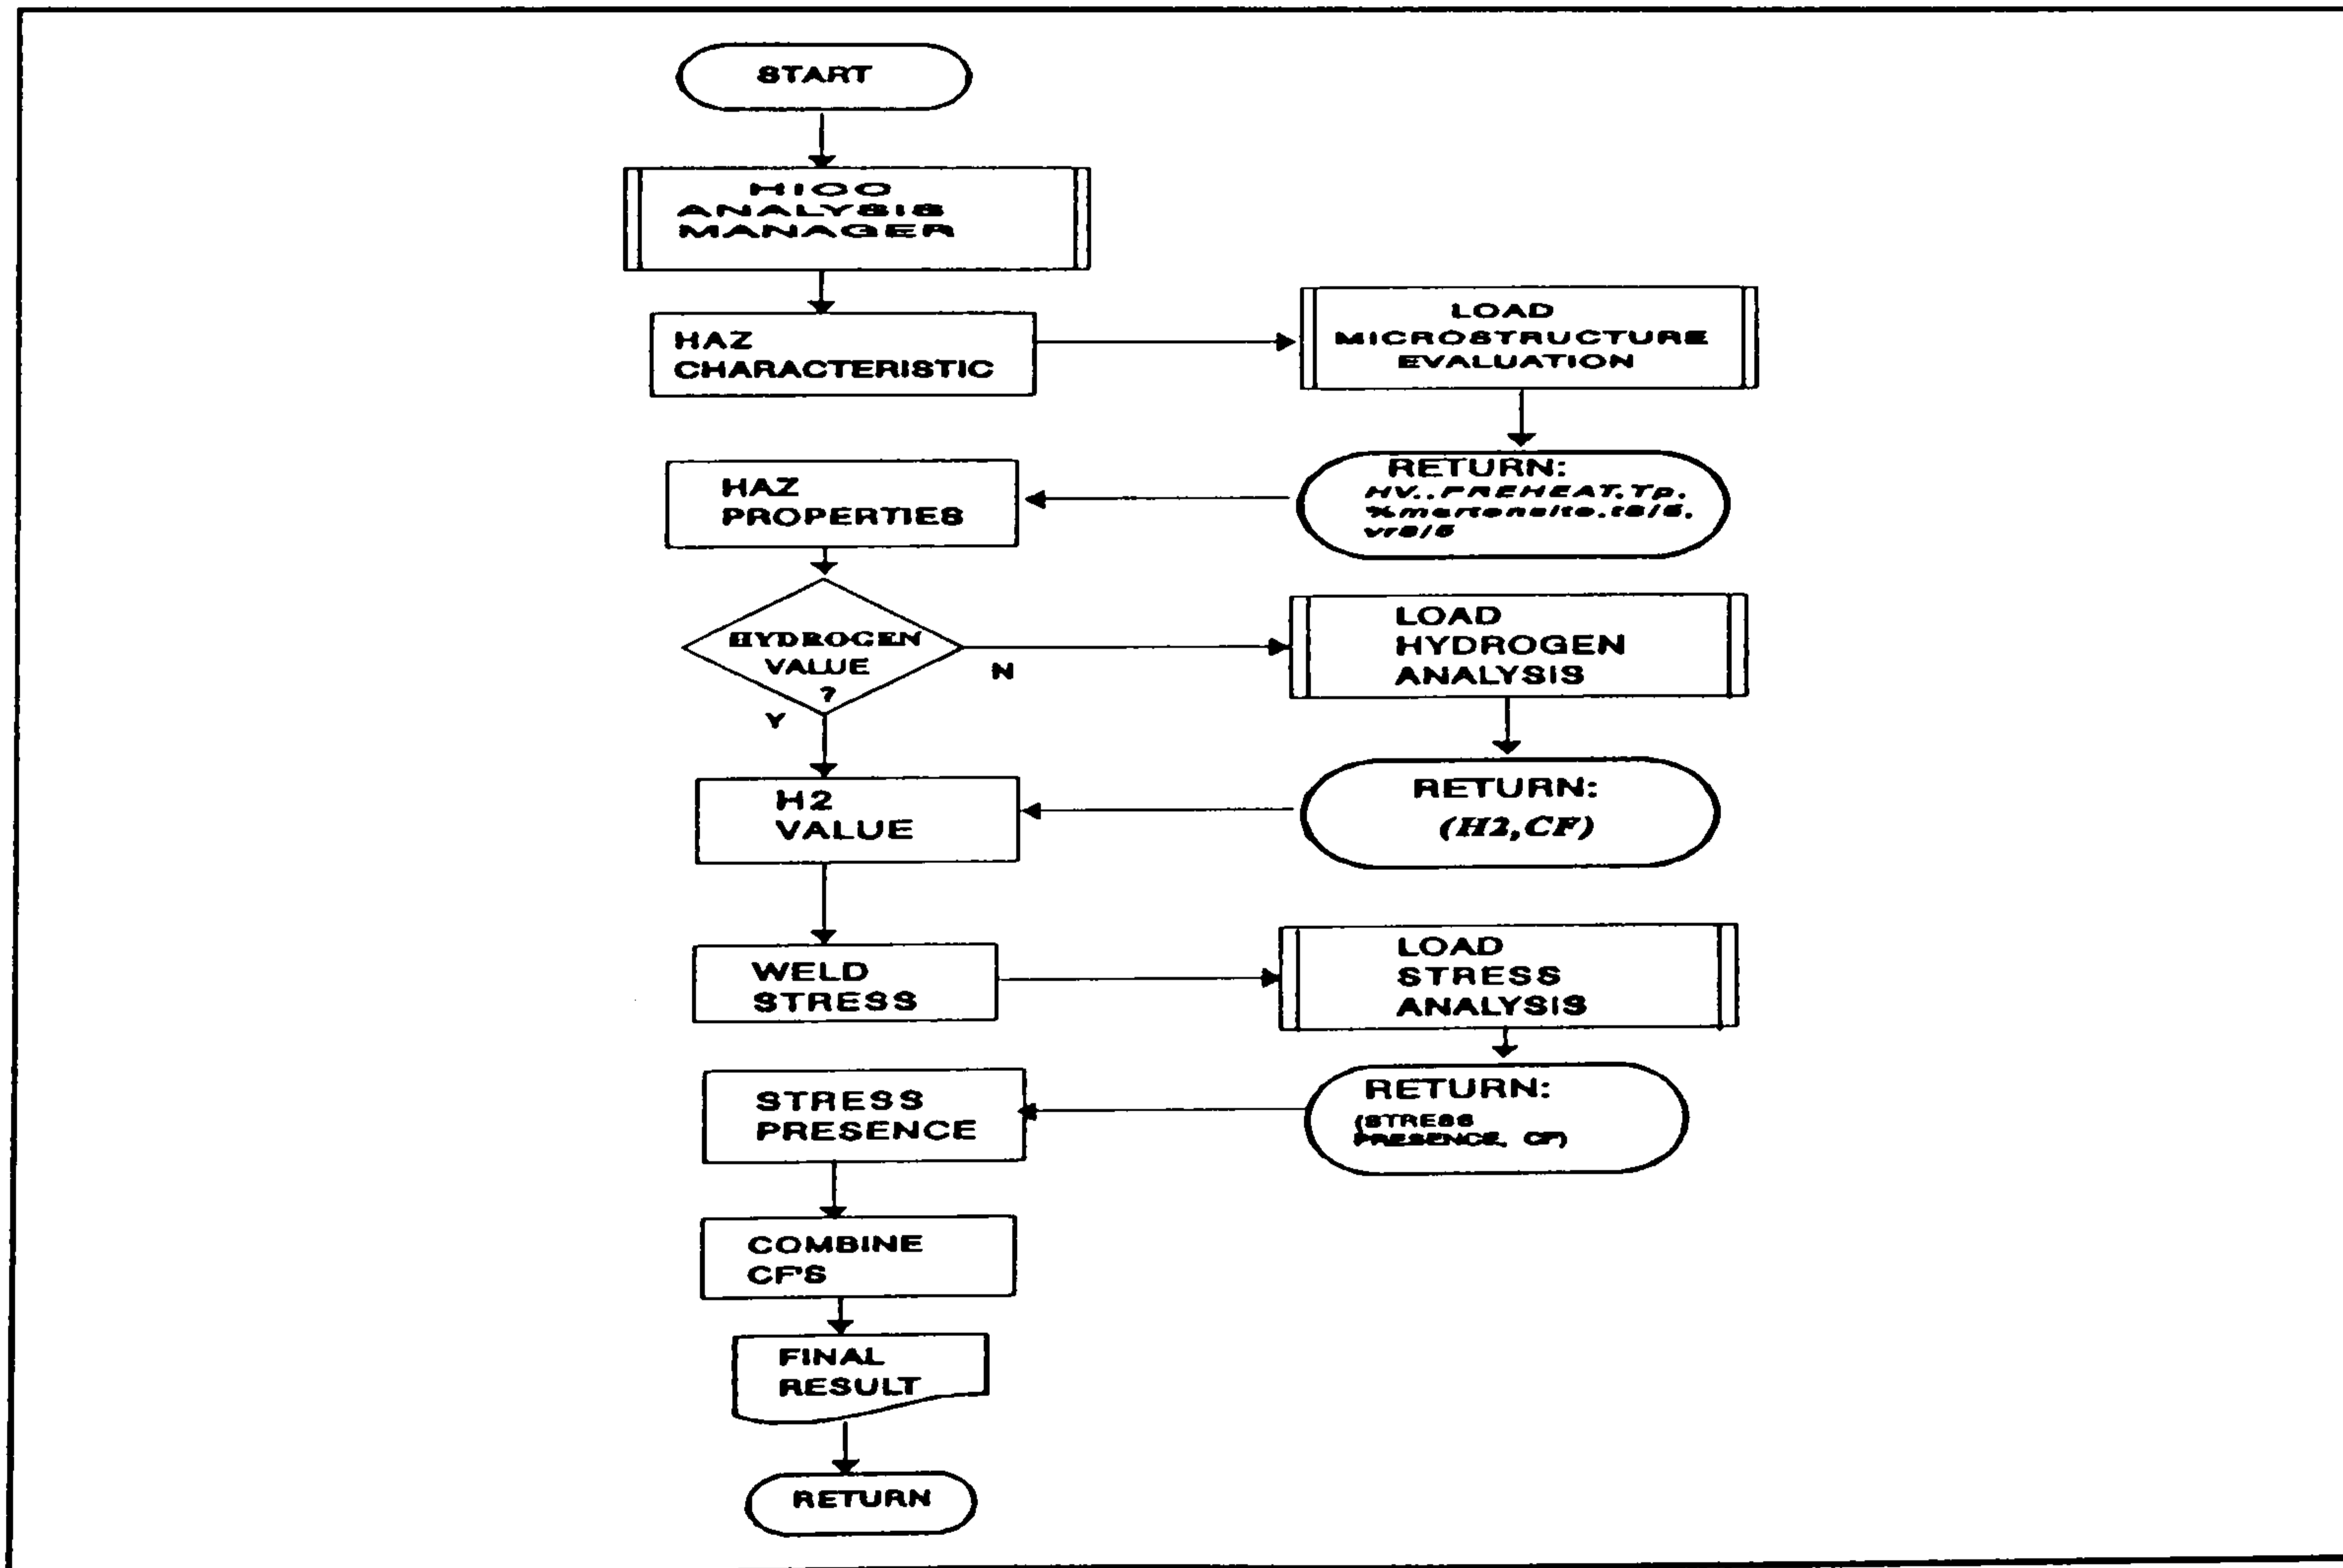 START
HICC
ANALYSIS
MANAGER
HAZ
CHARACTERISTIC
LOAD
MICROSTRUCTURE
EVALUATION
RETURN:
HV.,PREHEAT,Tp,
%martensite,t8/5,
vr8/5
HAZ
PROPERTIES
HYDROGEN
VALUE
?
N
Y
LOAD
HYDROGEN
ANALYSIS
RETURN:
(H2,CF)
H2
VALUE
WELD
STRESS
LOAD
STRESS
ANALYSIS
RETURN:
(STRESS
PRESENCE, CF)
STRESS
PRESENCE
COMBINE
CF'S
FINAL
RESULT
RETURN